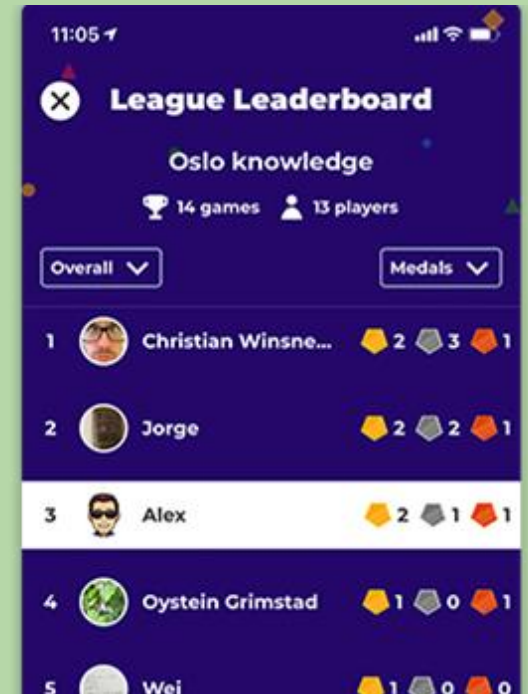 11:05
League Leaderboard
Oslo knowledge
14 games 13 players
Overall Medals
1 Christian Winsne... 2 3 1
2 Jorge 2 2 1
3 Alex 2 1 1
4 Oystein Grimstad 1 0 1
5 Wei 1 0 0